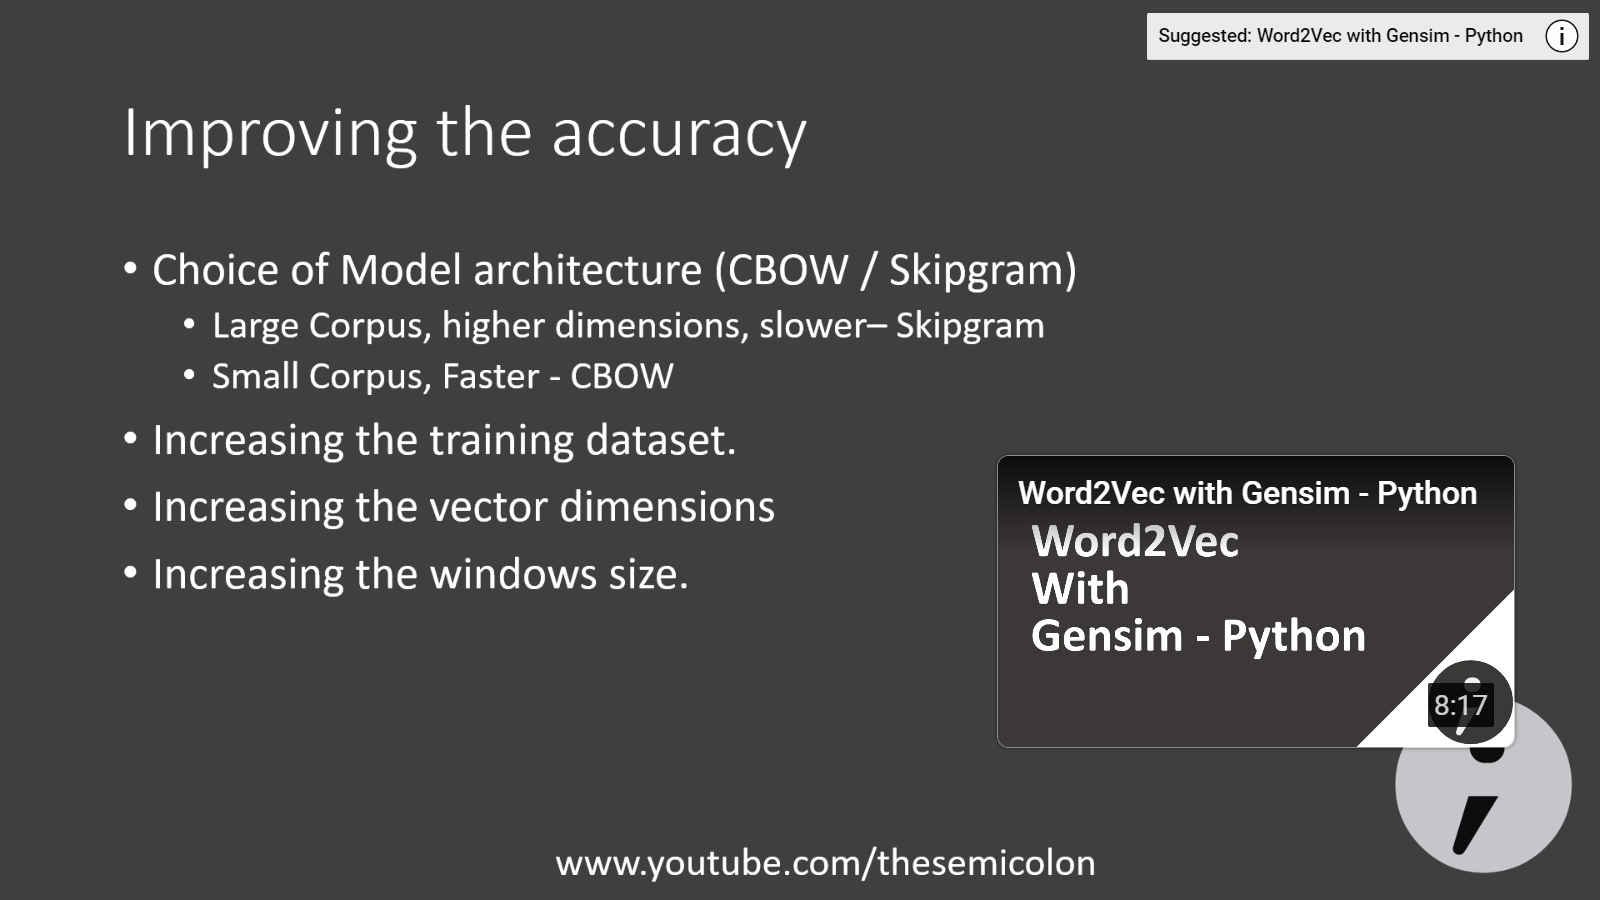 Suggested: Word2Vec with Gensim - Python
Improving the accuracy
• Choice of Model architecture (CBOW / Skipgram)
• Large Corpus, higher dimensions, slower– Skipgram
• Small Corpus, Faster - CBOW
• Increasing the training dataset.
• Increasing the vector dimensions
• Increasing the windows size.
Word2Vec with Gensim - Python
Word2Vec
With
Gensim - Python
8:17
www.youtube.com/thesemicolon